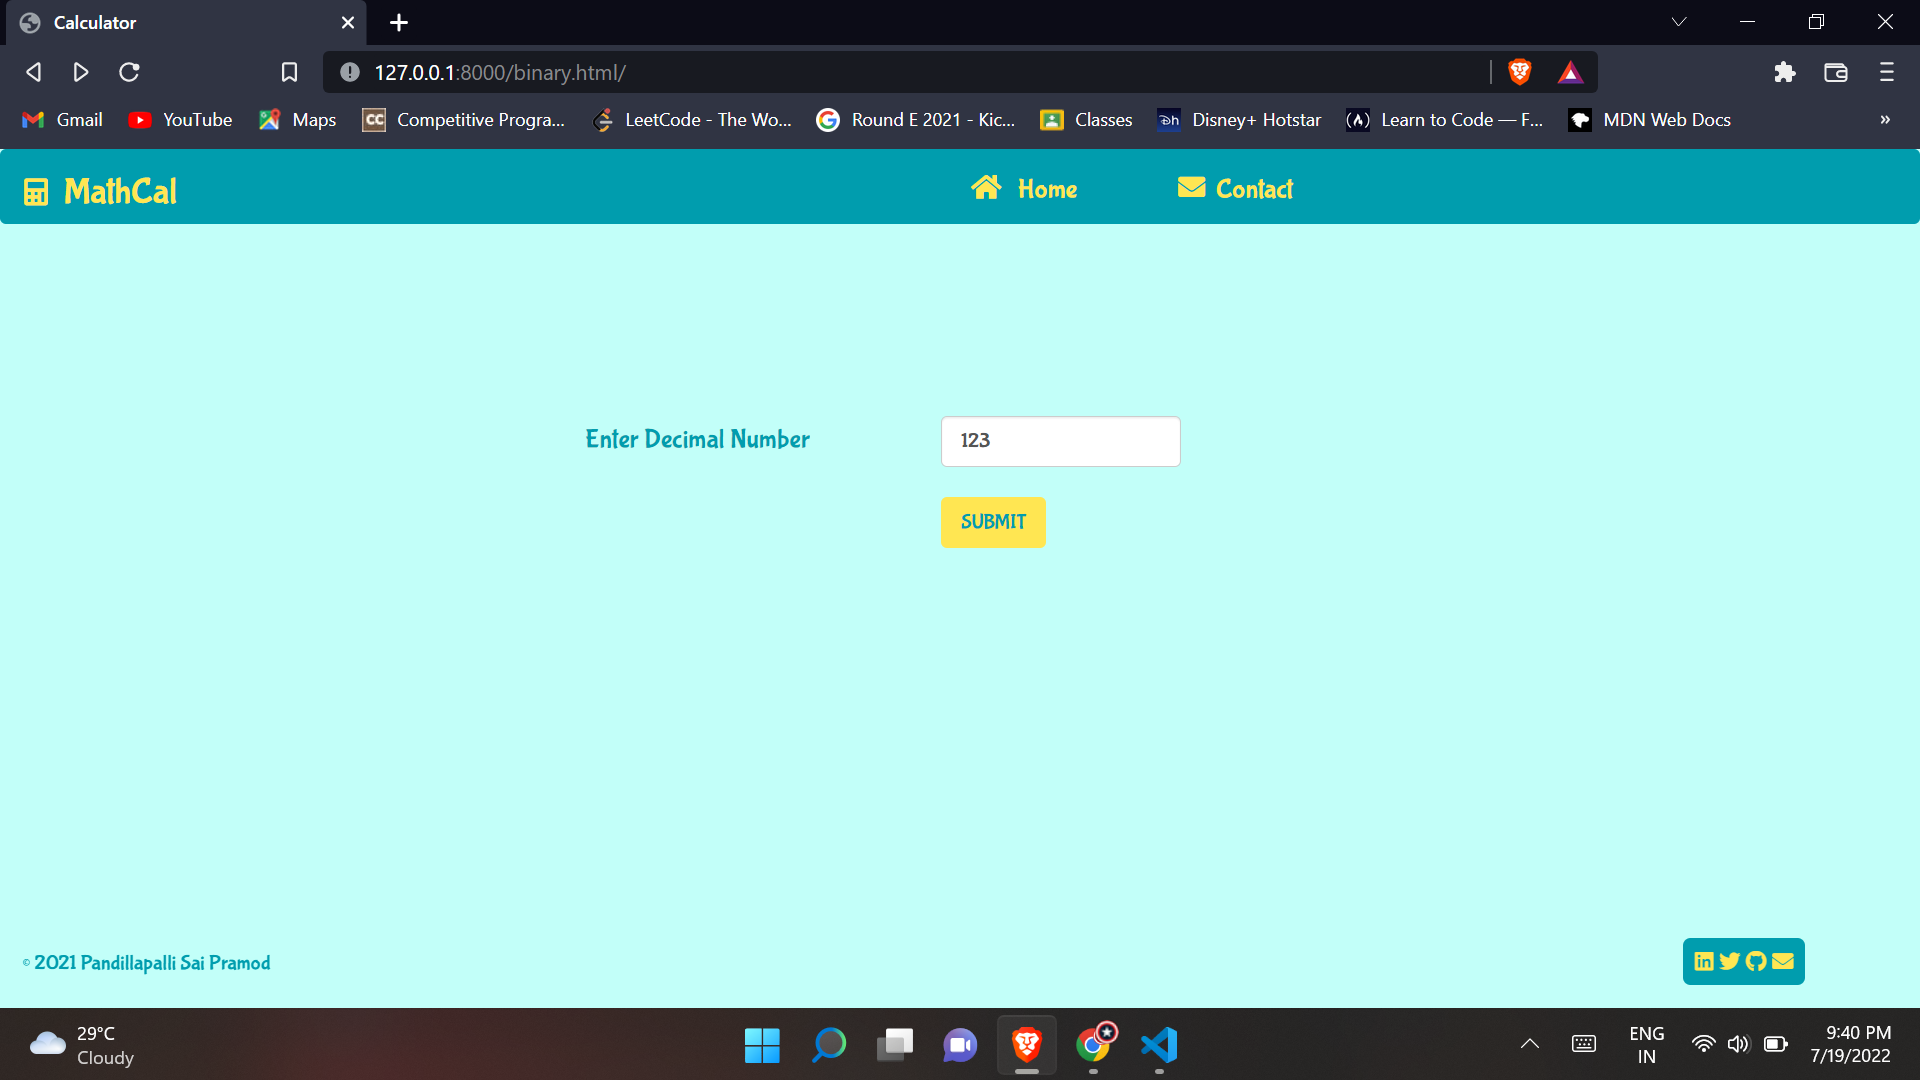 Calculator
127.0.0.1:8000/binary.html/
Gmail YouTube Maps CC Competitive Progra... LeetCode - The Wo... Round E 2021 - Kic... Classes Disney+ Hotstar Learn to Code — F... MDN Web Docs »
MathCal Home Contact
Enter Decimal Number 123
SUBMIT
© 2021 Pandillapalli Sai Pramod
29°C
Cloudy
ENG
IN
9:40 PM
7/19/2022